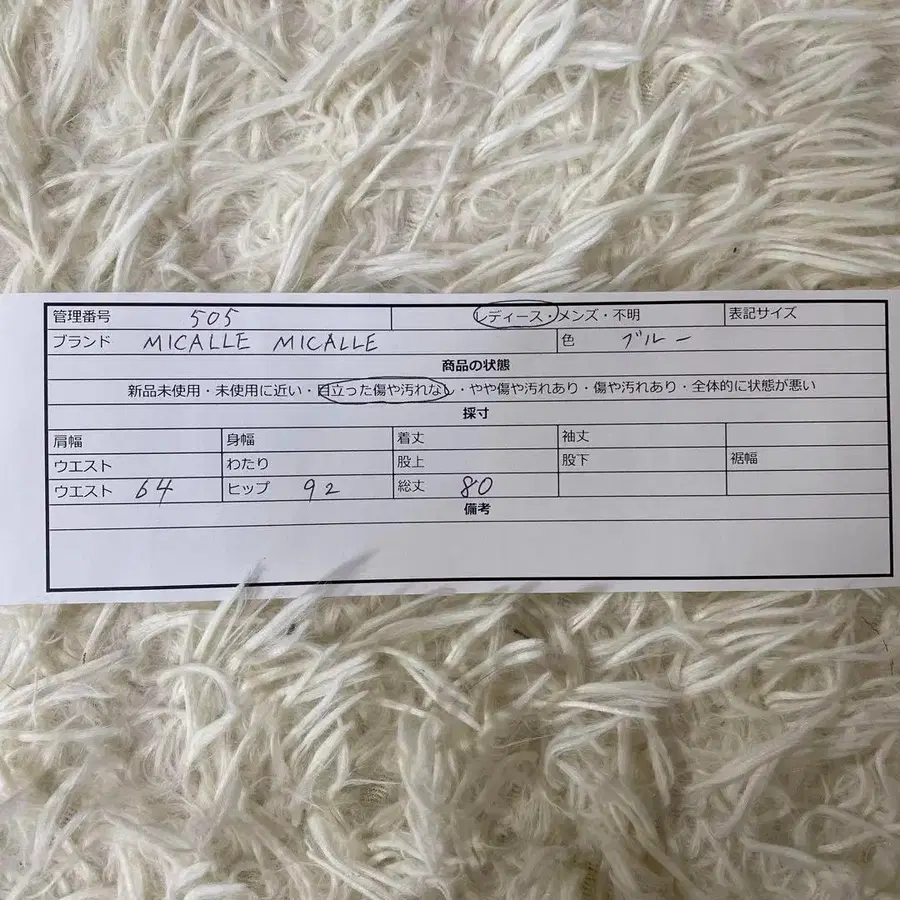 管理番号 505 レディース・メンズ・不明 表記サイズ
ブランド MICALLE MICALLE 色 ブルー
商品の状態
新品未使用・未使用に近い・目立った傷や汚れなし・やや傷や汚れあり・傷や汚れあり・全体的に状態が悪い
採寸
肩幅 身幅 着丈 袖丈
ウエスト わたり 股上 股下 裾幅
ウエスト 64 ヒップ 92 総丈 80
備考